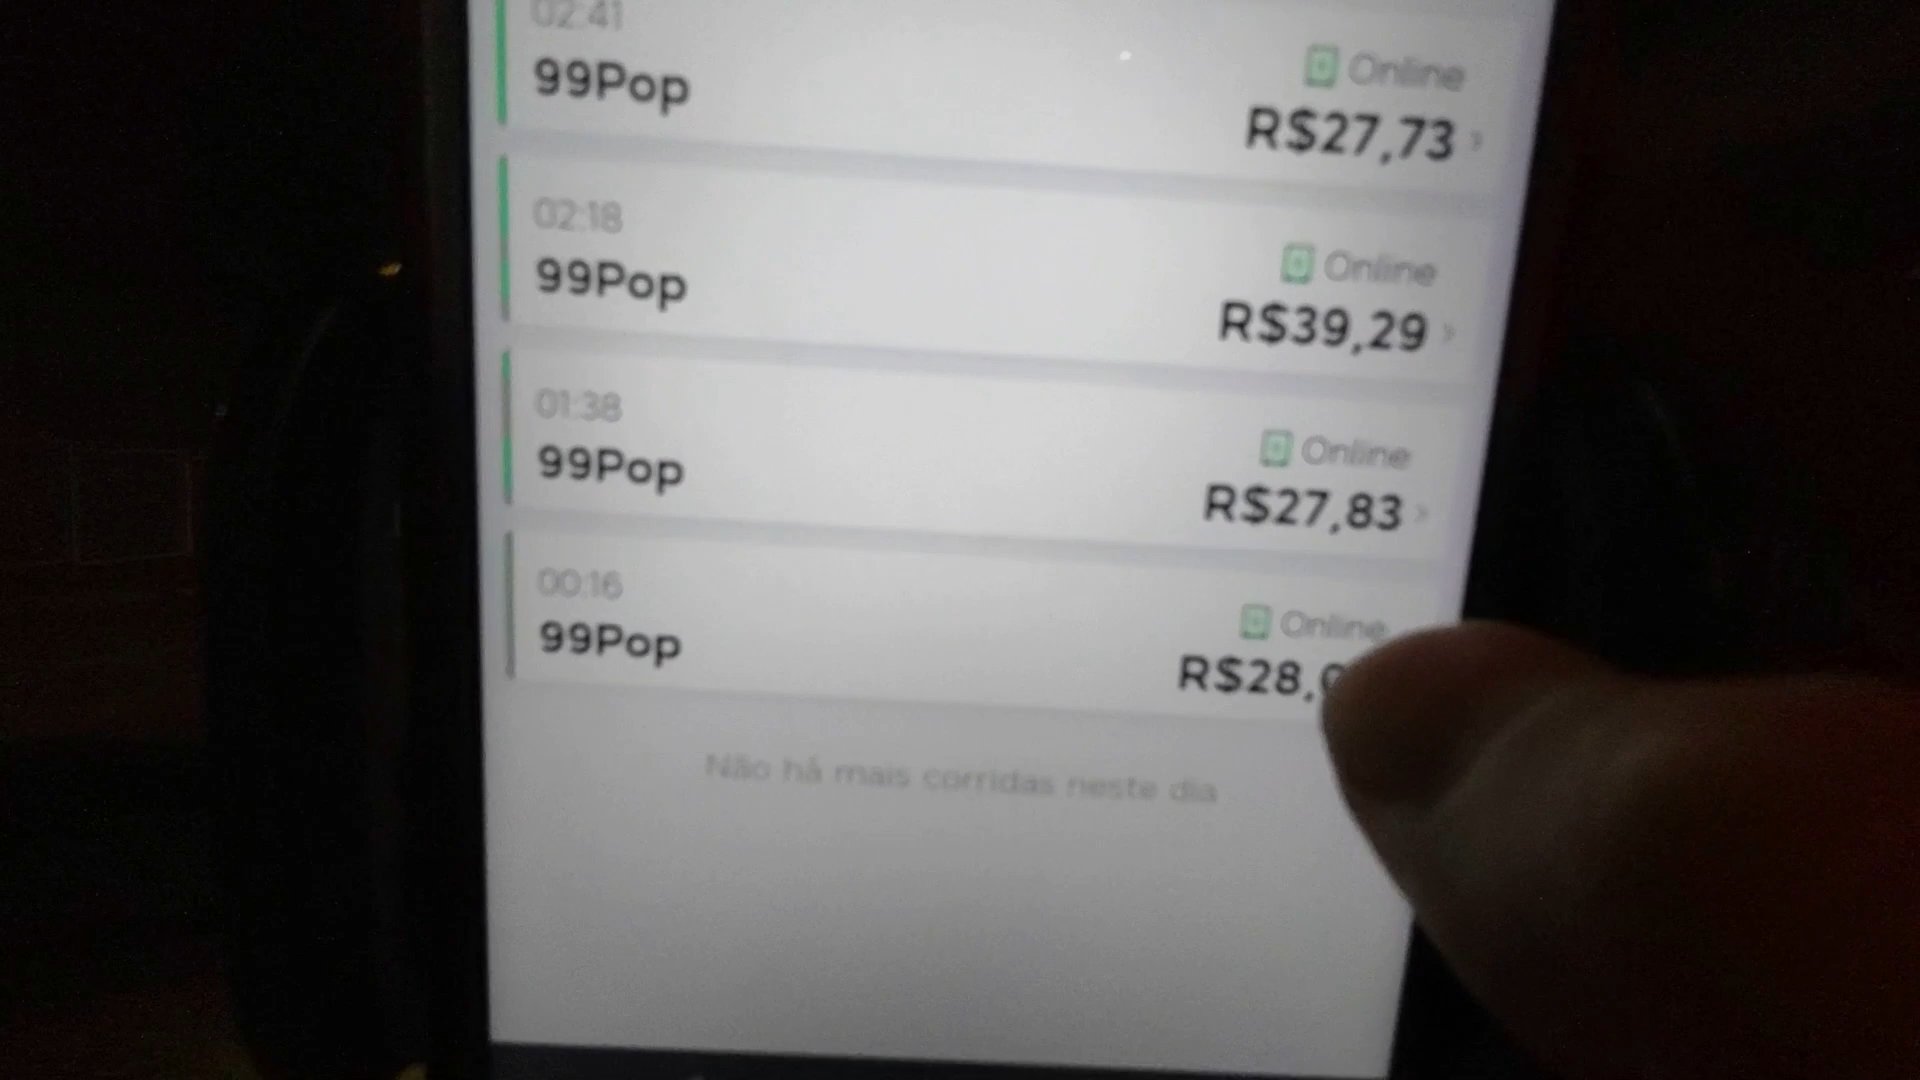 02:41
99Pop
Online
R$27,73
02:18
99Pop
Online
R$39,29
01:38
99Pop
Online
R$27,83
00:16
99Pop
Online
R$28,
Não há mais corridas neste dia